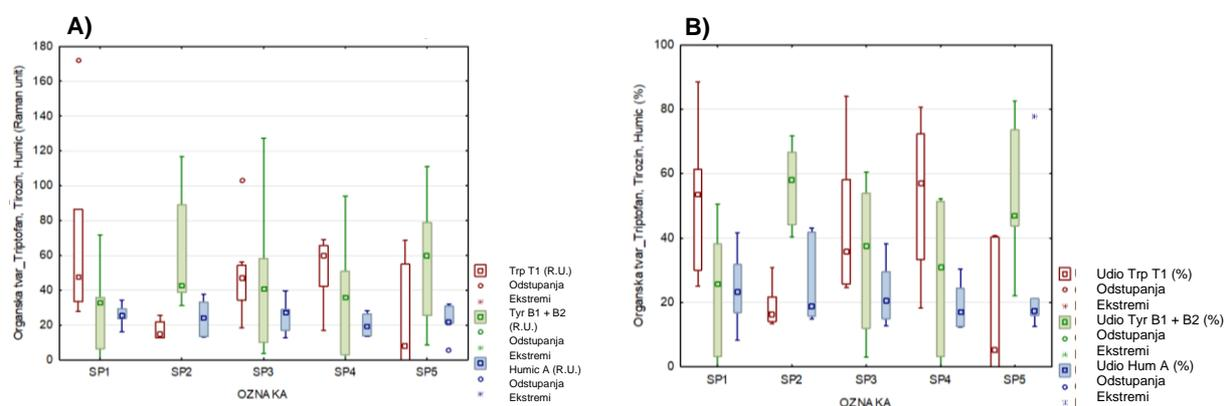 A)
180
160
140
120
100
80
60
40
20
0
Organska tvar_Triptofan, Tirozin, Humic (Raman unit)
SP1 SP2 SP3 SP4 SP5
OZNAKA
Trp T1 (R.U.)
Odstupanja
Ekstremi
Tyr B1 + B2
(R.U.)
Odstupanja
Ekstremi
Humic A (R.U.)
Odstupanja
Ekstremi
B)
100
80
60
40
20
0
Organska tvar_Triptofan, Tirozin, Humic (%)
SP1 SP2 SP3 SP4 SP5
OZNAKA
Udio Trp T1 (%)
Odstupanja
Ekstremi
Udio Tyr B1 + B2 (%)
Odstupanja
Ekstremi
Udio Hum A (%)
Odstupanja
Ekstremi